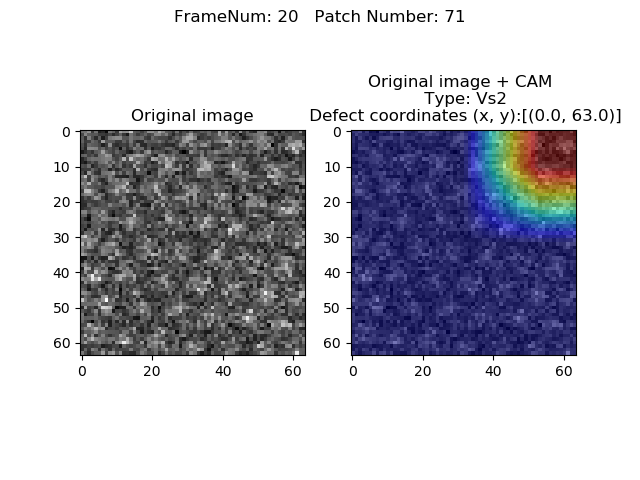 FrameNum: 20   Patch Number: 71
Original image
0
10
20
30
40
50
60
0 20 40 60
Original image + CAM
Type: Vs2
Defect coordinates (x, y):[(0.0, 63.0)]
0
10
20
30
40
50
60
0 20 40 60